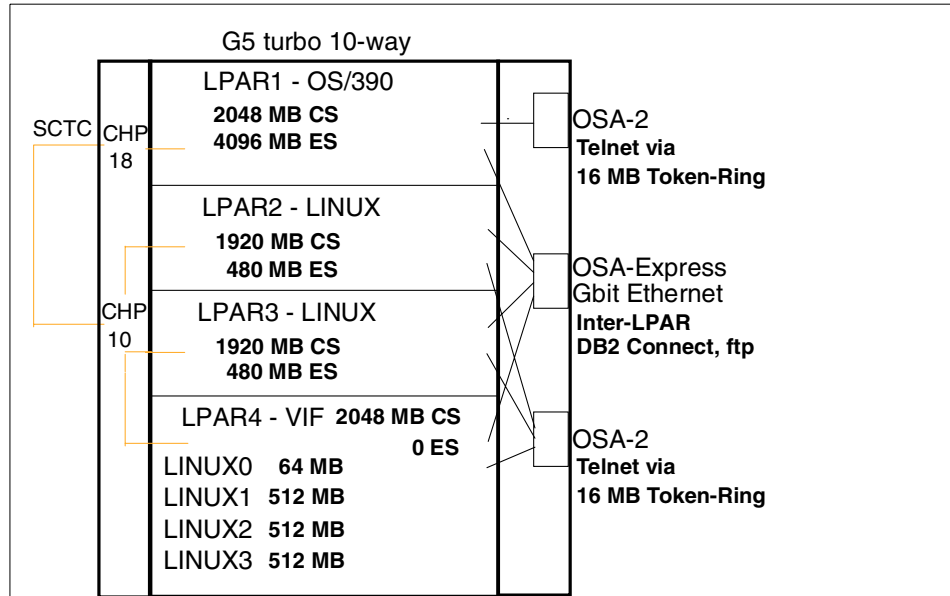 G5 turbo 10-way
LPAR1 - OS/390
2048 MB CS
4096 MB ES
SCTC
CHP
18
OSA-2
Telnet via
16 MB Token-Ring
LPAR2 - LINUX
1920 MB CS
480 MB ES
OSA-Express
Gbit Ethernet
Inter-LPAR
DB2 Connect, ftp
CHP
10
LPAR3 - LINUX
1920 MB CS
480 MB ES
LPAR4 - VIF 2048 MB CS
0 ES
LINUX0 64 MB
LINUX1 512 MB
LINUX2 512 MB
LINUX3 512 MB
OSA-2
Telnet via
16 MB Token-Ring